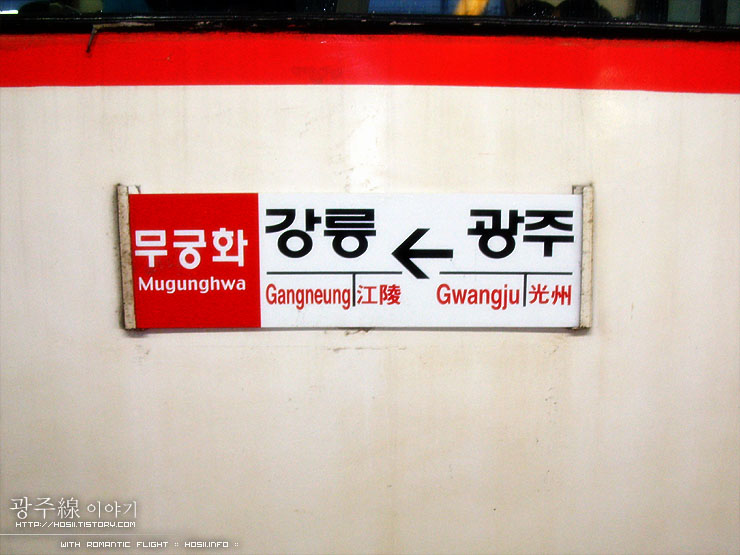 무궁화
Mugunghwa
강릉 ← 광주
Gangneung 江陵 Gwangju 光州
광주線 이야기
HTTP://HOSII.TISTORY.COM
WITH ROMANTIC FLIGHT :: HOSII.INFO ::